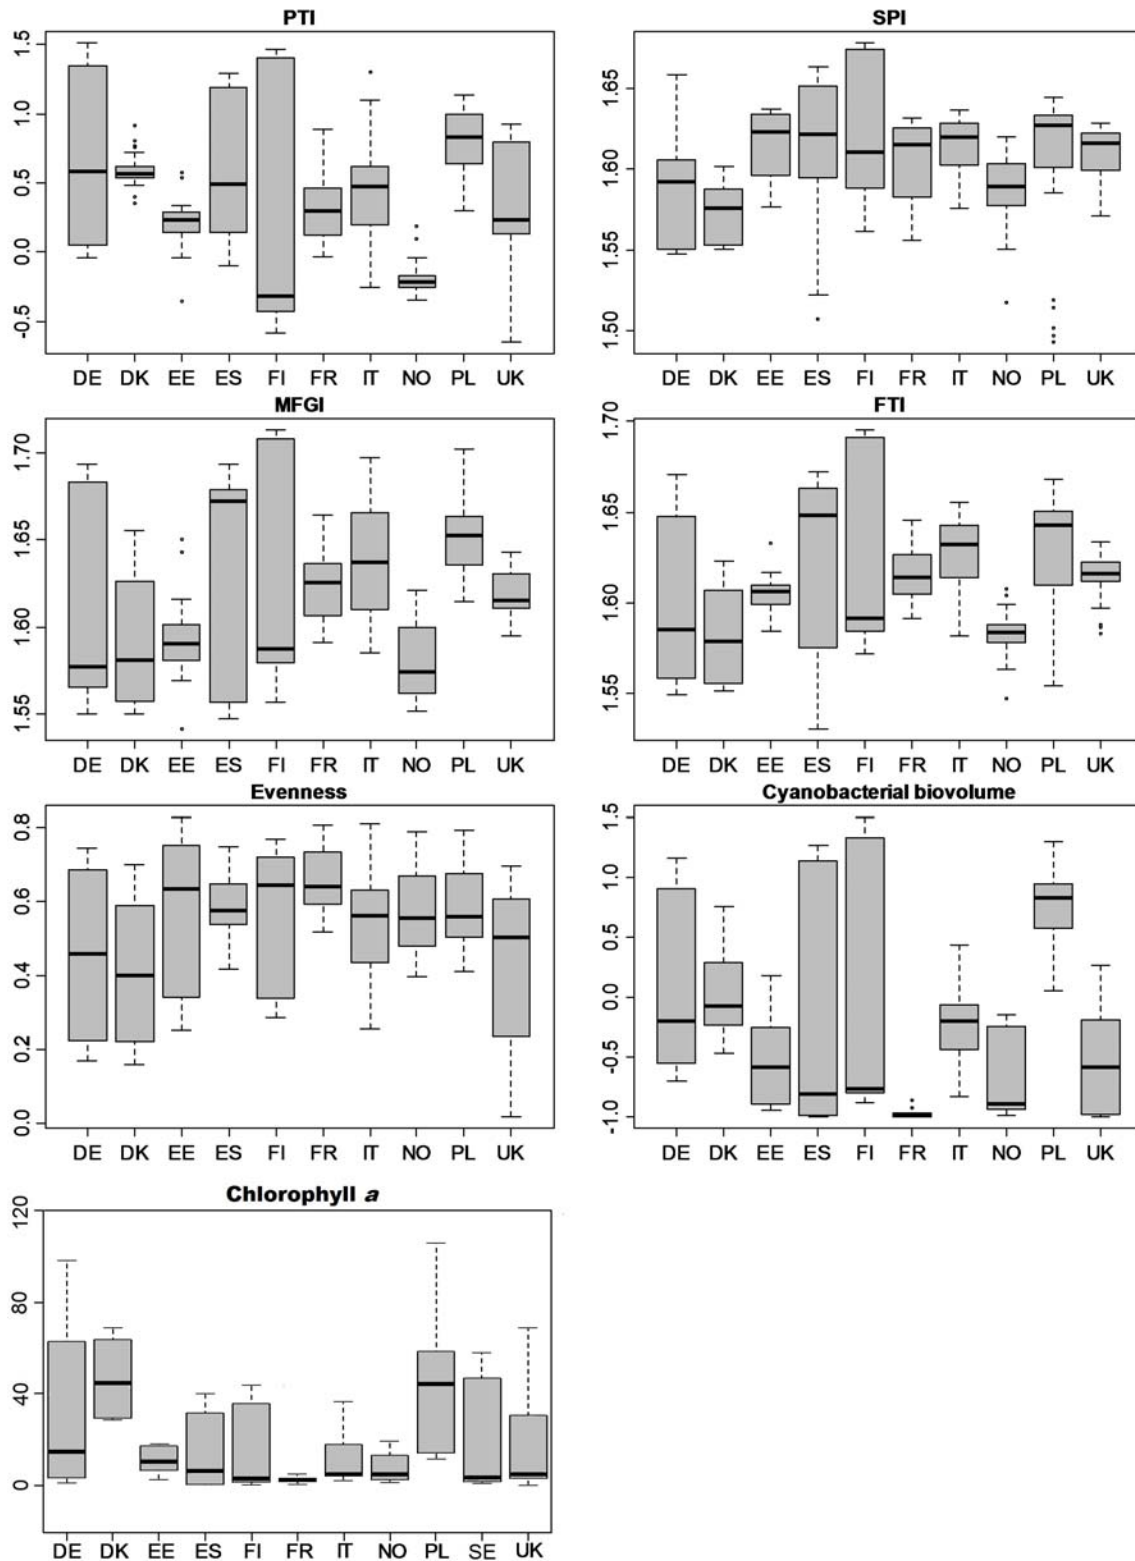 PTI
1.5
1.0
0.5
0.0
-0.5
DE DK EE ES FI FR IT NO PL UK
SPI
1.65
1.60
1.55
1.50
DE DK EE ES FI FR IT NO PL UK
MFGI
1.70
1.65
1.60
1.55
DE DK EE ES FI FR IT NO PL UK
FTI
1.70
1.65
1.60
1.55
DE DK EE ES FI FR IT NO PL UK
Evenness
0.8
0.6
0.4
0.2
0.0
DE DK EE ES FI FR IT NO PL UK
Cyanobacterial biovolume
1.5
1.0
0.5
0.0
-0.5
-1.0
DE DK EE ES FI FR IT NO PL UK
Chlorophyll a
120
80
40
0
DE DK EE ES FI FR IT NO PL SE UK